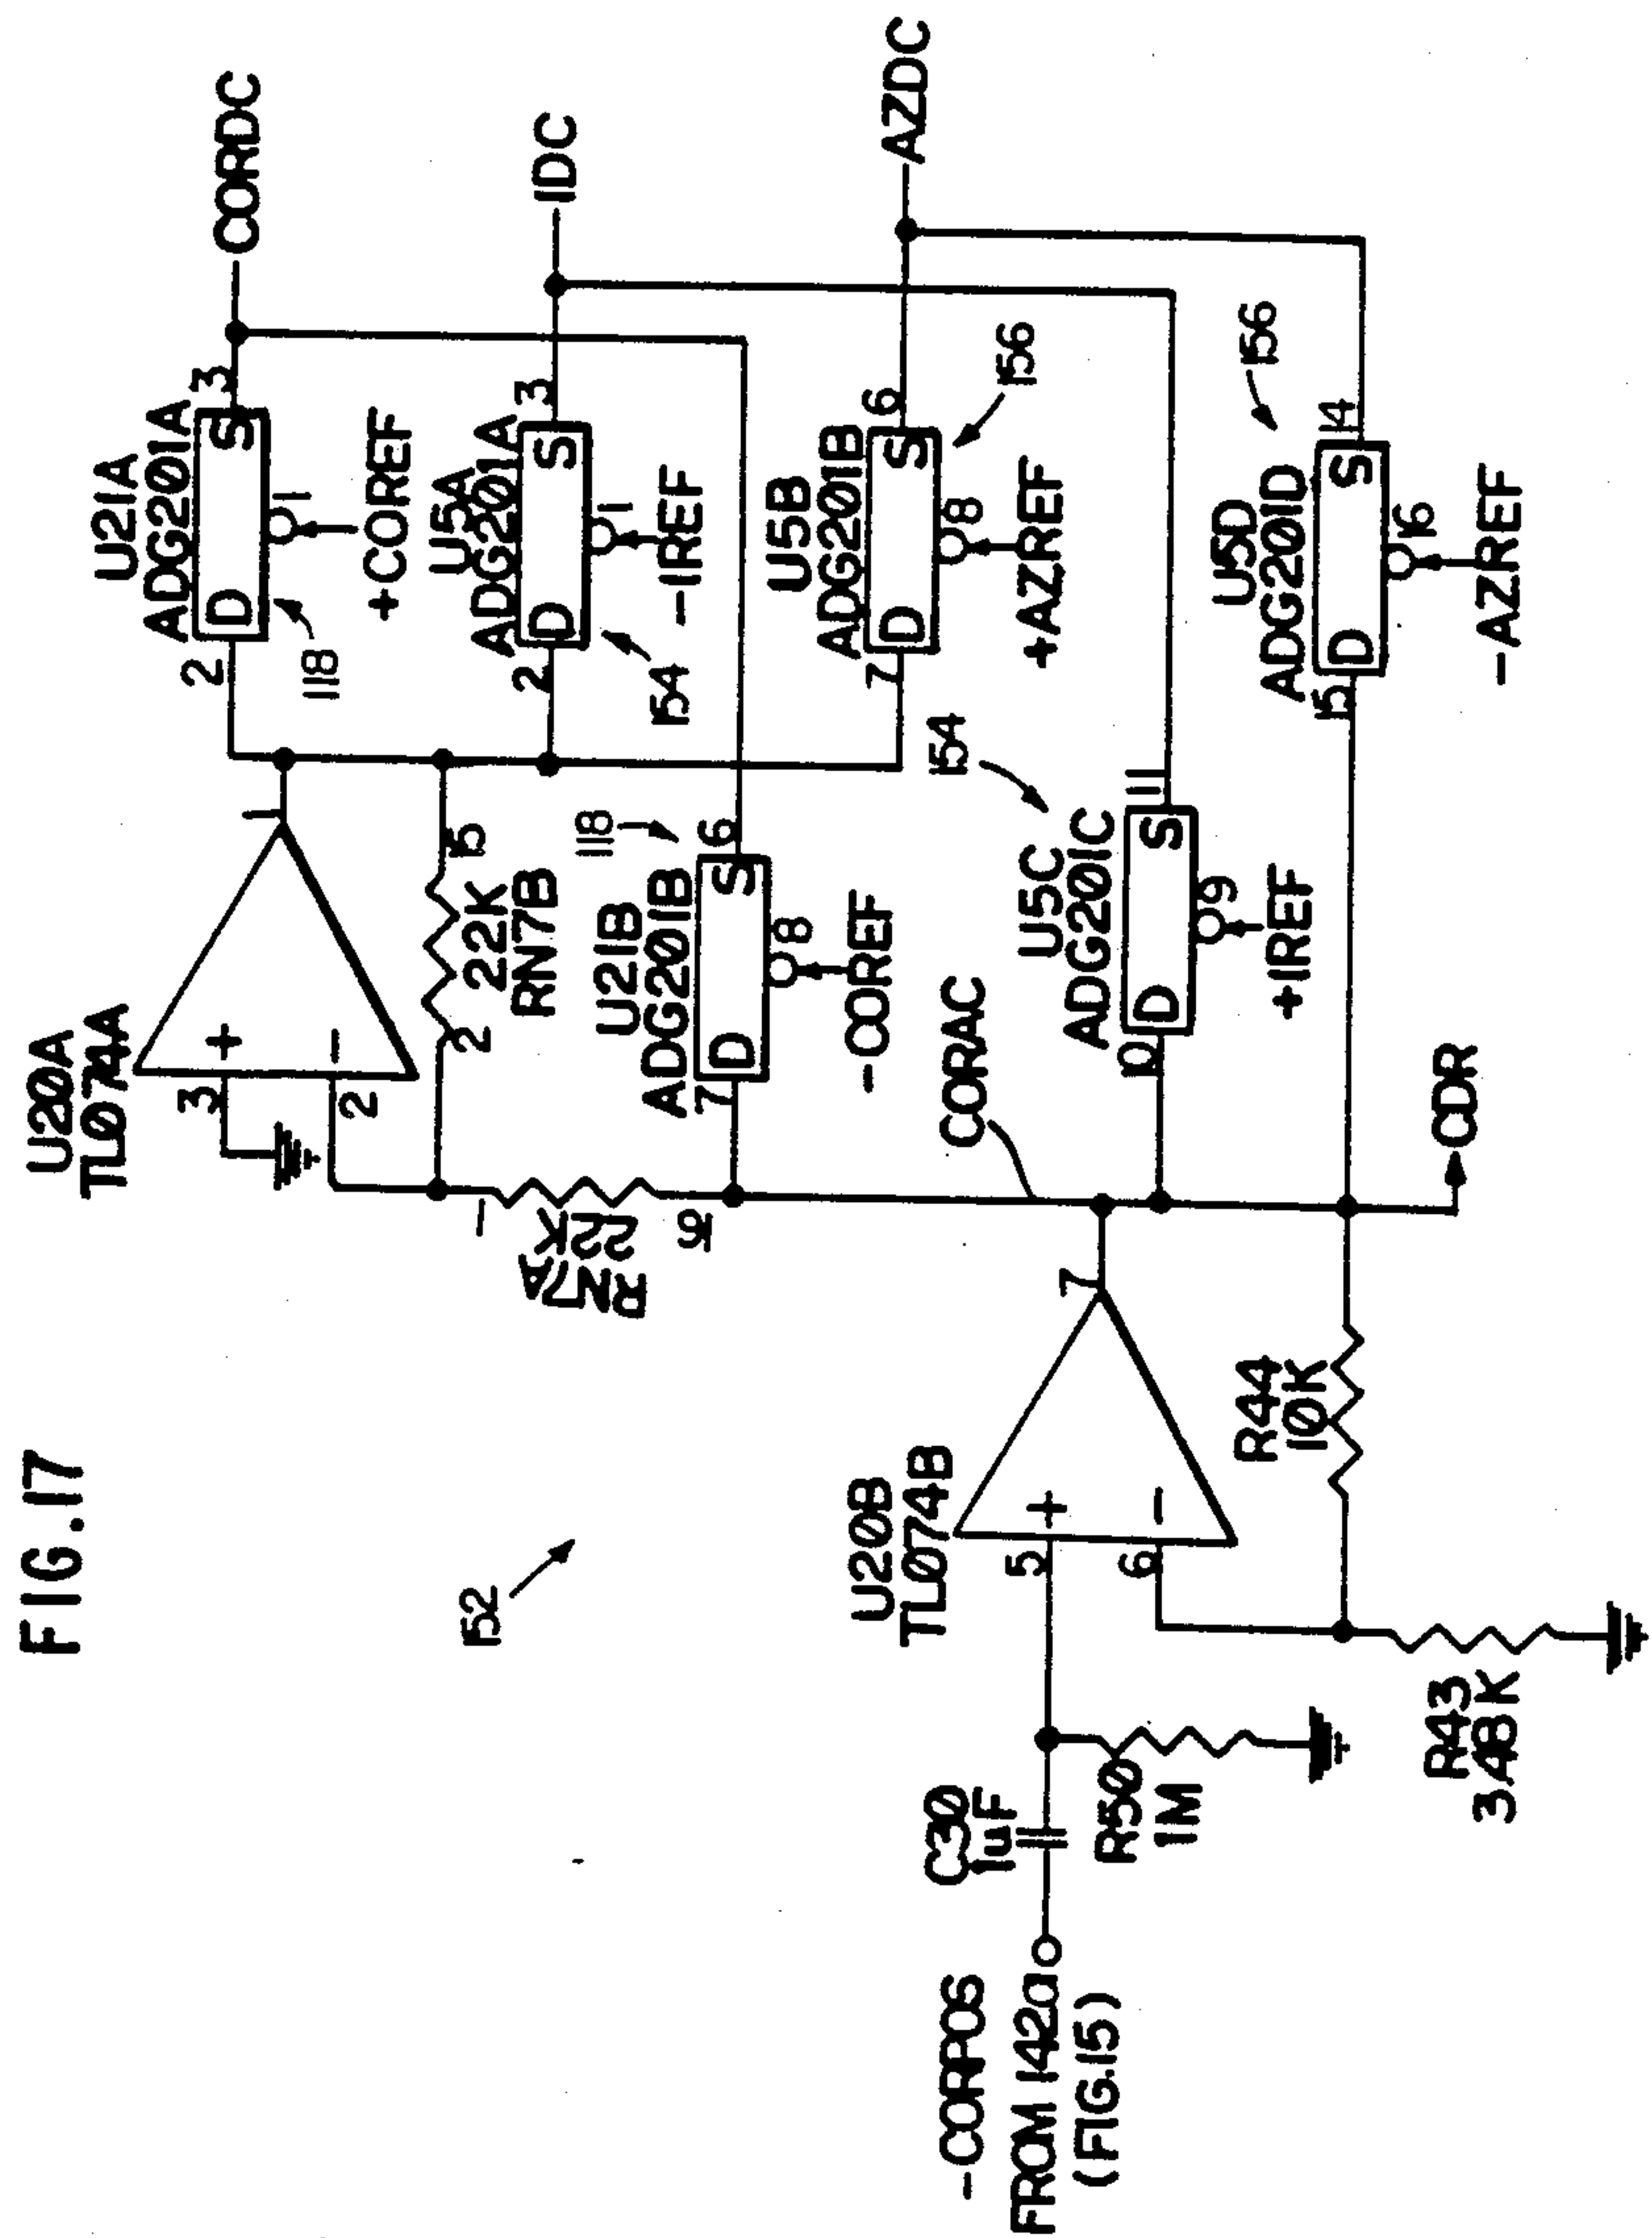 FIG.17
152
U20A
TL074A
3
2
+
-
1
2
15
22K
RN7B
1
22K
RN7A
16
U21A
ADG201A
2
D
S
3
1
+COREF
118
CORDC
U5A
ADG201A
2
D
S
3
1
-IREF
154
IDC
U21B
ADG201B
118
7
D
S
6
8
-COREF
U5B
ADG201B
7
D
S
6
8
+AZREF
156
AZDC
CORAC
U5C
ADG201C
154
10
D
S
11
9
+IREF
U5D
ADG201D
156
15
D
S
14
16
-AZREF
CDR
U20B
TL074B
5
6
+
-
7
R44
10K
-CORPOS
FROM 142a
(FIG.15)
C30
1uF
R50
1M
R43
3.48K